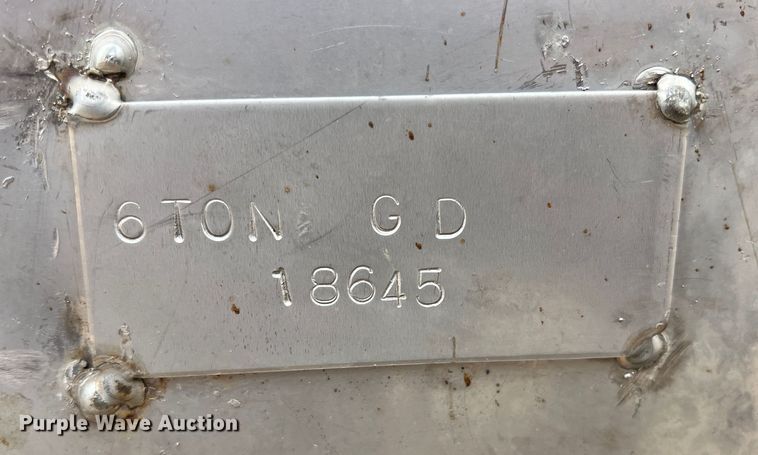 6TON GD
18645
Purple Wave Auction